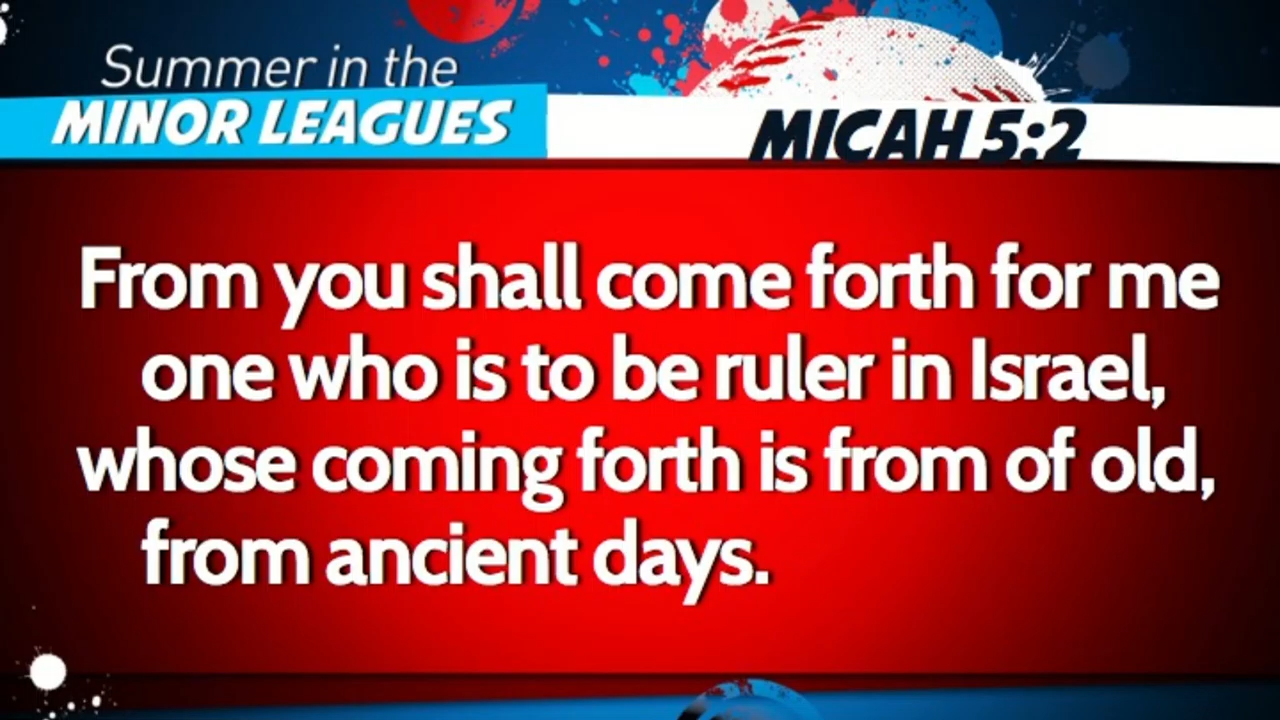 Summer in the
MINOR LEAGUES
MICAH 5:2
From you shall come forth for me
one who is to be ruler in Israel,
whose coming forth is from of old,
from ancient days.